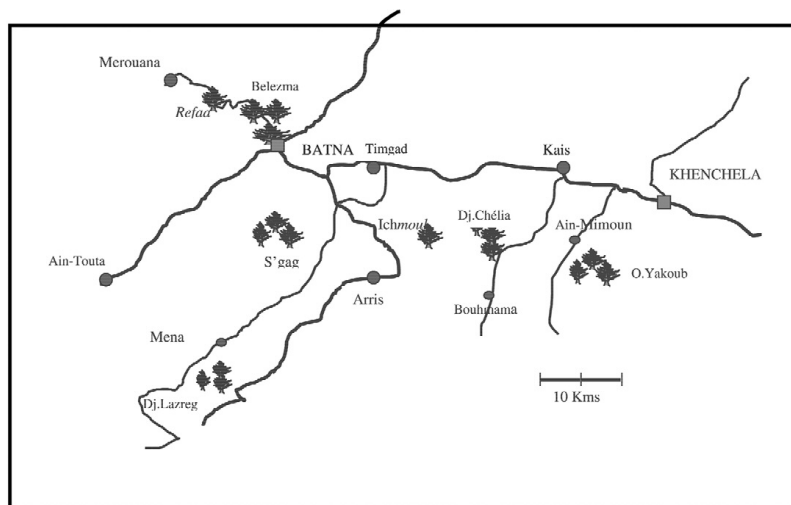 Merouana
Belezma
Refaa
BATNA
Timgad
Kais
KHENCHELA
Ichmoul
Dj.Chélia
Ain-Mimoun
S'gag
Ain-Touta
O.Yakoub
Arris
Bouhmama
Mena
10 Kms
Dj.Lazreg